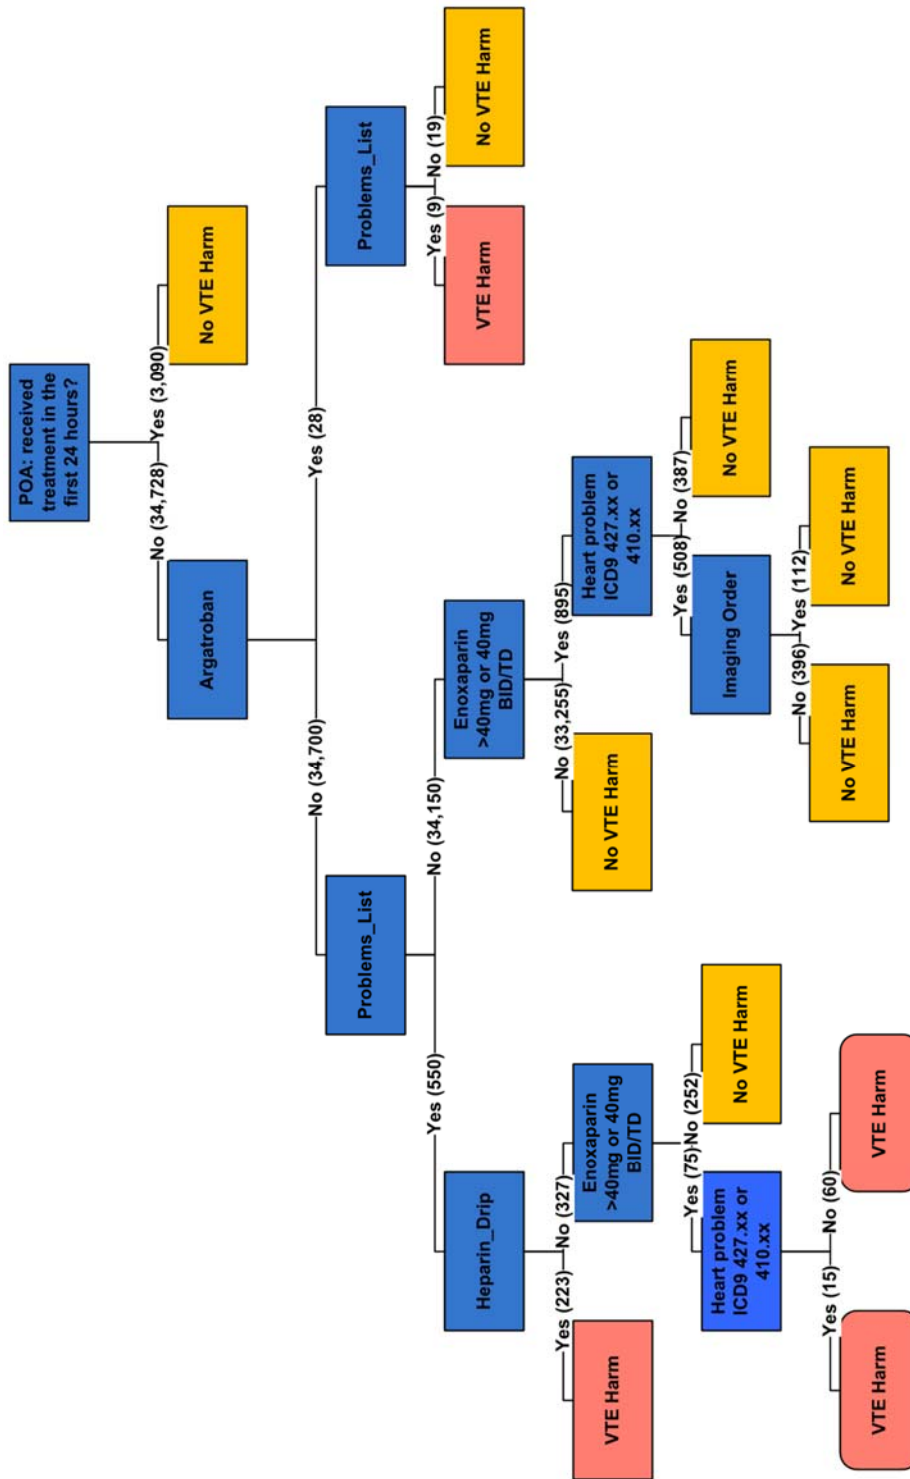 POA: received
treatment in the
first 24 hours?
No (34,728)
Yes (3,090)
Argatroban
No VTE Harm
No (34,700)
Yes (28)
Problems_List
Problems_List
Yes (550)
No (34,150)
Yes (9)
No (19)
Heparin_Drip
Enoxaparin
>40mg or 40mg
BID/TD
VTE Harm
No VTE Harm
Yes (223)
No (327)
No (33,255)
Yes (895)
VTE Harm
Enoxaparin
>40mg or 40mg
BID/TD
No VTE Harm
Heart problem
ICD9 427.xx or
410.xx
Yes (75)
No (252)
Yes (508)
No (387)
Heart problem
ICD9 427.xx or
410.xx
No VTE Harm
Imaging Order
No VTE Harm
Yes (15)
No (60)
No (396)
Yes (112)
VTE Harm
VTE Harm
No VTE Harm
No VTE Harm